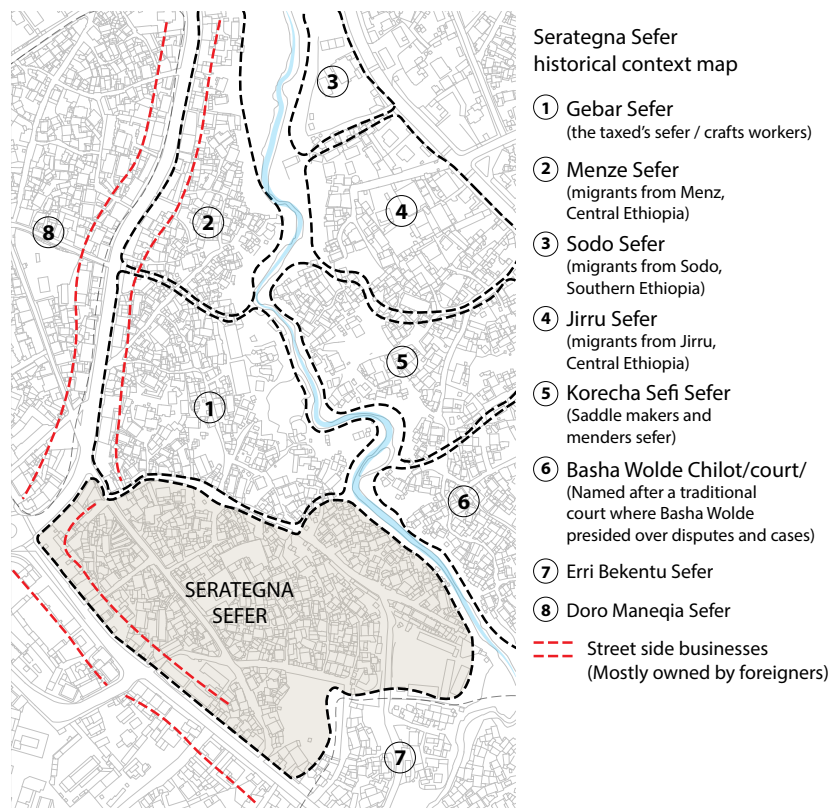 Serategna Sefer
historical context map
1 Gebar Sefer
(the taxed's sefer / crafts workers)
2 Menze Sefer
(migrants from Menz,
Central Ethiopia)
3 Sodo Sefer
(migrants from Sodo,
Southern Ethiopia)
4 Jirru Sefer
(migrants from Jirru,
Central Ethiopia)
5 Korecha Sefi Sefer
(Saddle makers and
menders sefer)
6 Basha Wolde Chilot/court/
(Named after a traditional
court where Basha Wolde
presided over disputes and cases)
7 Erri Bekentu Sefer
8 Doro Maneqia Sefer
Street side businesses
(Mostly owned by foreigners)
3
4
2
8
5
1
6
SERATEGNA
SEFER
7